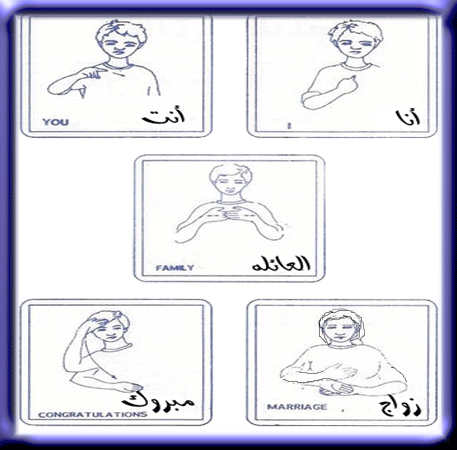 YOU أنت
I أنا
FAMILY العائله
CONGRATULATIONS مبروك
MARRIAGE زواج